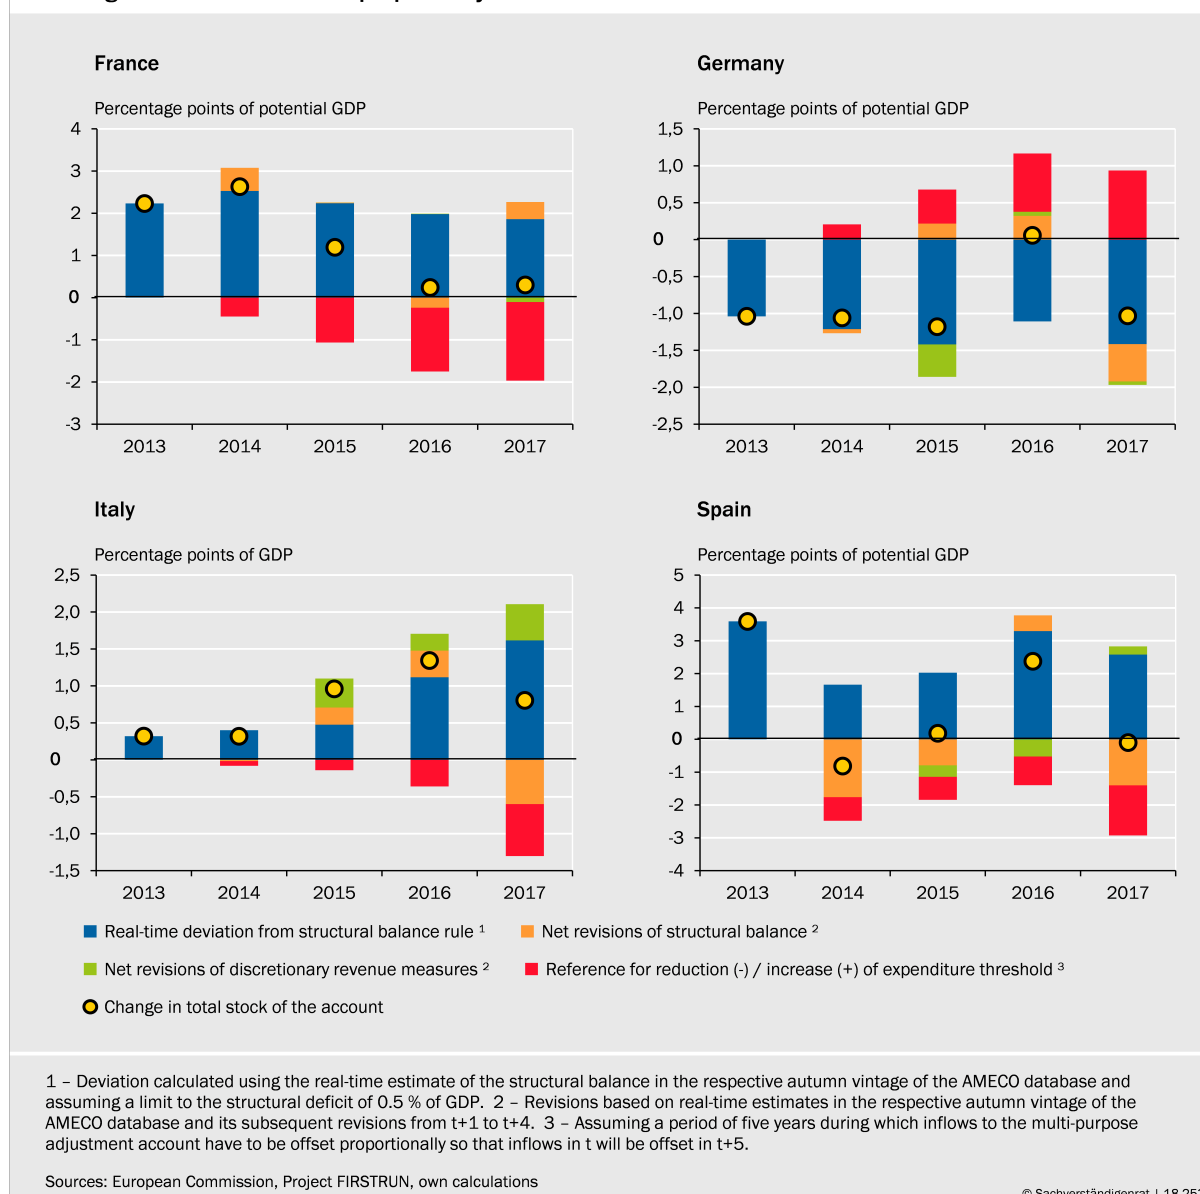 France
Percentage points of potential GDP
4
3
2
1
0
-1
-2
-3
2013 2014 2015 2016 2017
Germany
Percentage points of potential GDP
1,5
1,0
0,5
0
-0,5
-1,0
-1,5
-2,0
-2,5
2013 2014 2015 2016 2017
Italy
Percentage points of GDP
2,5
2,0
1,5
1,0
0,5
0
-0,5
-1,0
-1,5
2013 2014 2015 2016 2017
Spain
Percentage points of potential GDP
5
4
3
2
1
0
-1
-2
-3
-4
2013 2014 2015 2016 2017
Real-time deviation from structural balance rule ¹
Net revisions of structural balance ²
Net revisions of discretionary revenue measures ²
Reference for reduction (-) / increase (+) of expenditure threshold ³
Change in total stock of the account
1 – Deviation calculated using the real-time estimate of the structural balance in the respective autumn vintage of the AMECO database and
assuming a limit to the structural deficit of 0.5 % of GDP. 2 – Revisions based on real-time estimates in the respective autumn vintage of the
AMECO database and its subsequent revisions from t+1 to t+4. 3 – Assuming a period of five years during which inflows to the multi-purpose
adjustment account have to be offset proportionally so that inflows in t will be offset in t+5.
Sources: European Commission, Project FIRSTRUN, own calculations
© Sachverständigenrat | 18-25